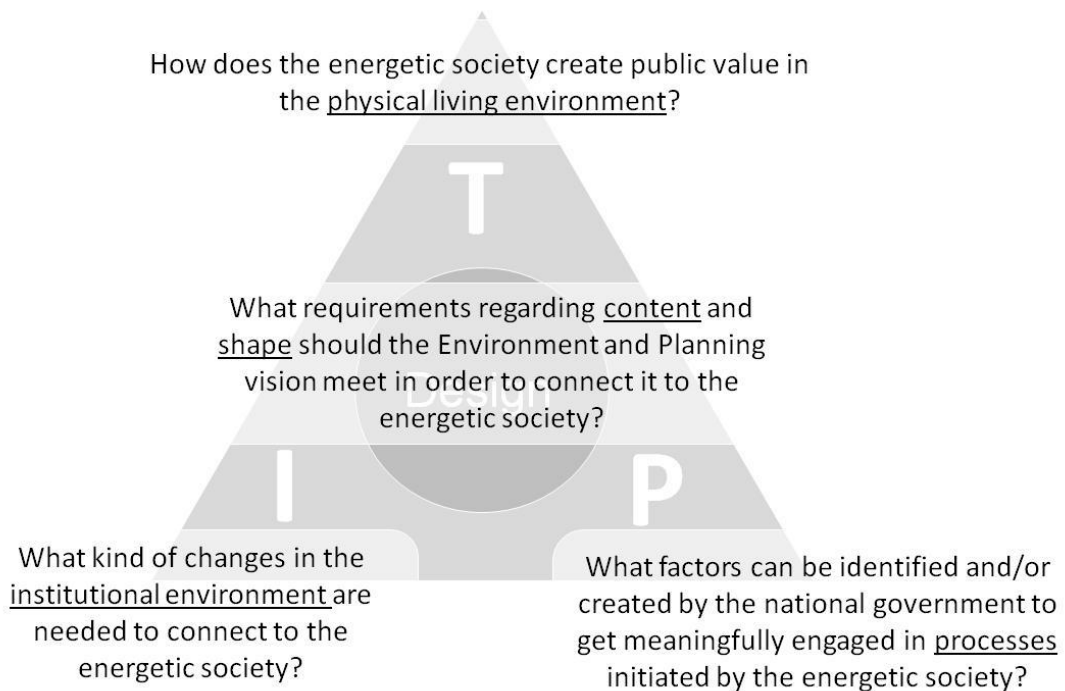 How does the energetic society create public value in
the physical living environment?
T
What requirements regarding content and
shape should the Environment and Planning
vision meet in order to connect it to the
Design
energetic society?
I
P
What kind of changes in the
institutional environment are
needed to connect to the
energetic society?
What factors can be identified and/or
created by the national government to
get meaningfully engaged in processes
initiated by the energetic society?